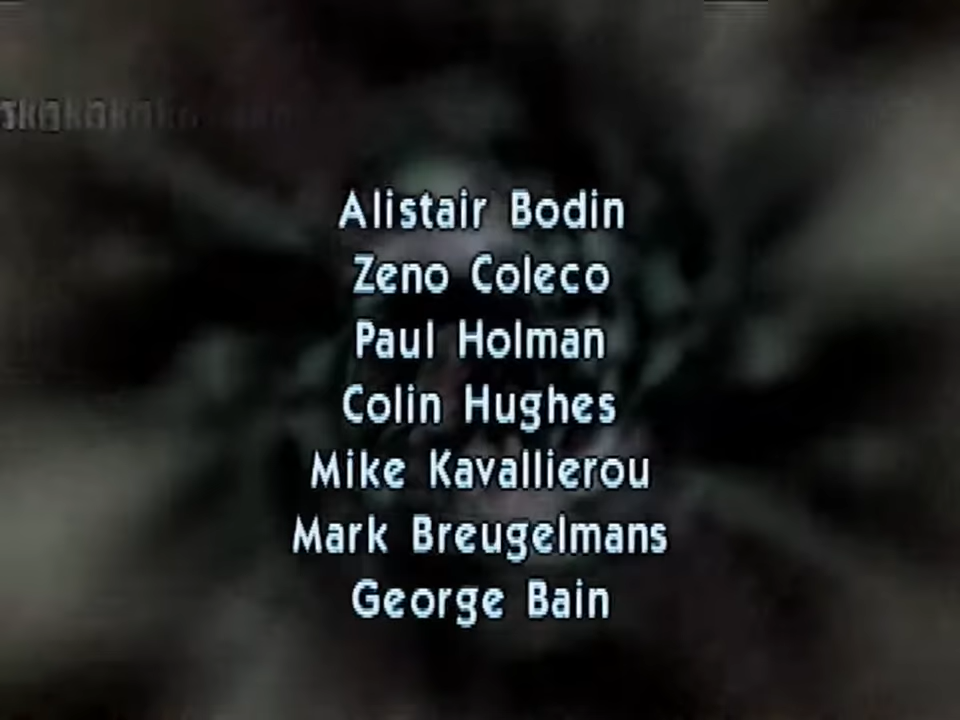 Alistair Bodin
Zeno Coleco
Paul Holman
Colin Hughes
Mike Kavallierou
Mark Breugelmans
George Bain